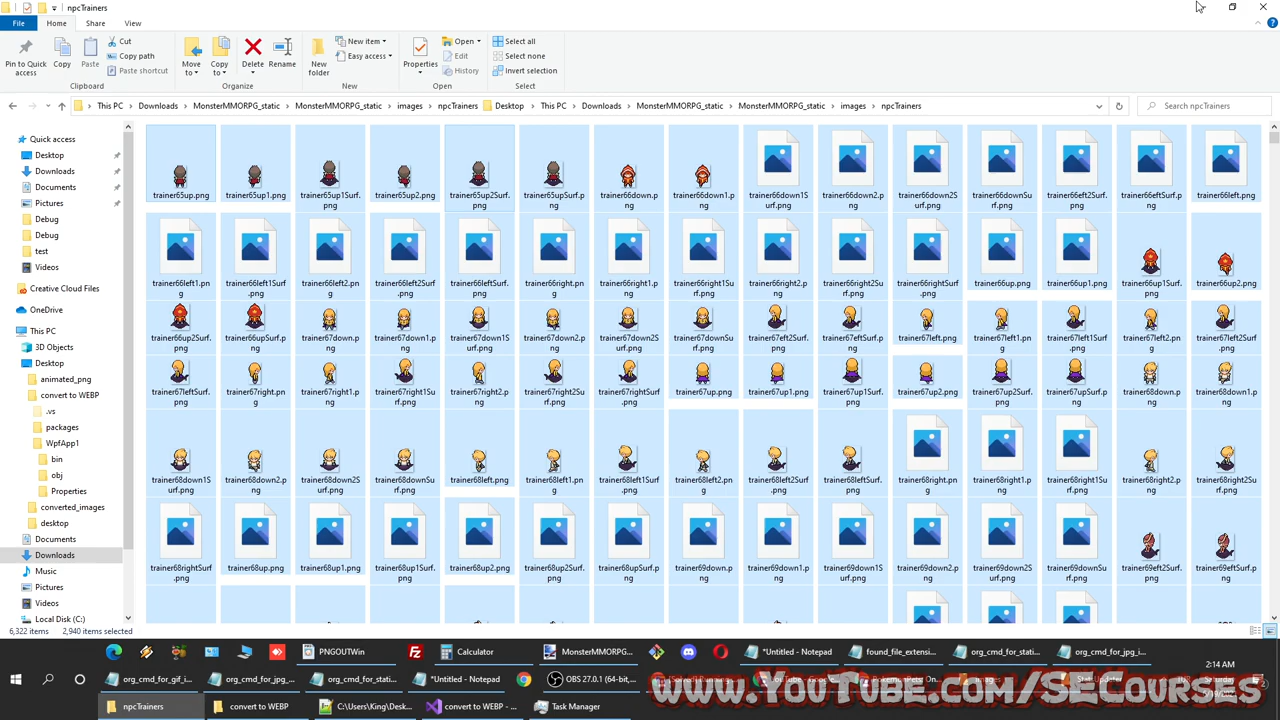 npcTrainers
File Home Share View
Pin to Quick access
Copy
Paste
Cut
Copy path
Paste shortcut
Clipboard
Move to
Copy to
Delete
Rename
Organize
New folder
New item
Easy access
New
Properties
Open
Edit
History
Open
Select all
Select none
Invert selection
Select
This PC Downloads MonsterMMORPG_static MonsterMMORPG_static images npcTrainers Desktop This PC Downloads MonsterMMORPG_static MonsterMMORPG_static images npcTrainers
Search npcTrainers
Quick access
Desktop
Downloads
Documents
Pictures
Debug
Debug
test
Videos
Creative Cloud Files
OneDrive
This PC
3D Objects
Desktop
animated_png
convert to WEBP
.vs
packages
WpfApp1
bin
obj
Properties
converted_images
desktop
Documents
Downloads
Music
Pictures
Videos
Local Disk (C:)
trainer65up.png trainer65up1.png trainer65up1Surf.png trainer65up2.png trainer65up2Surf.png trainer65upSurf.png trainer66down.png trainer66down1.png trainer66down1Surf.png trainer66down2.png trainer66down2Surf.png trainer66downSurf.png trainer66eft2Surf.png trainer66eftSurf.png trainer66left.png
trainer66left1.png trainer66left1Surf.png trainer66left2.png trainer66left2Surf.png trainer66leftSurf.png trainer66right.png trainer66right1.png trainer66right1Surf.png trainer66right2.png trainer66right2Surf.png trainer66rightSurf.png trainer66up.png trainer66up1.png trainer66up1Surf.png trainer66up2.png
trainer66up2Surf.png trainer66upSurf.png trainer67down.png trainer67down1.png trainer67down1Surf.png trainer67down2.png trainer67down2Surf.png trainer67downSurf.png trainer67eft2Surf.png trainer67eftSurf.png trainer67left.png trainer67left1.png trainer67left1Surf.png trainer67left2.png trainer67left2Surf.png
trainer67leftSurf.png trainer67right.png trainer67right1.png trainer67right1Surf.png trainer67right2.png trainer67right2Surf.png trainer67rightSurf.png trainer67up.png trainer67up1.png trainer67up1Surf.png trainer67up2.png trainer67up2Surf.png trainer67upSurf.png trainer68down.png trainer68down1.png
trainer68down1Surf.png trainer68down2.png trainer68down2Surf.png trainer68downSurf.png trainer68left.png trainer68left1.png trainer68left1Surf.png trainer68left2.png trainer68left2Surf.png trainer68leftSurf.png trainer68right.png trainer68right1.png trainer68right1Surf.png trainer68right2.png trainer68right2Surf.png
trainer68rightSurf.png trainer68up.png trainer68up1.png trainer68up1Surf.png trainer68up2.png trainer68up2Surf.png trainer68upSurf.png trainer69down.png trainer69down1.png trainer69down1Surf.png trainer69down2.png trainer69down2Surf.png trainer69downSurf.png trainer69eft2Surf.png trainer69eftSurf.png
6,322 items 2,940 items selected
PNGOUTWin Calculator MonsterMMORPG... *Untitled - Notepad found_file_extensi... org_cmd_for_stati... org_cmd_for_jpg_i...
2:14 AM
org_cmd_for_gif_i... org_cmd_for_jpg_... org_cmd_for_stati... *Untitled - Notepad OBS 27.0.1 (64-bit,...
Saturday
www.YouTube.com/SECourses
npcTrainers convert to WEBP C:\Users\King\Desk... convert to WEBP - ... Task Manager